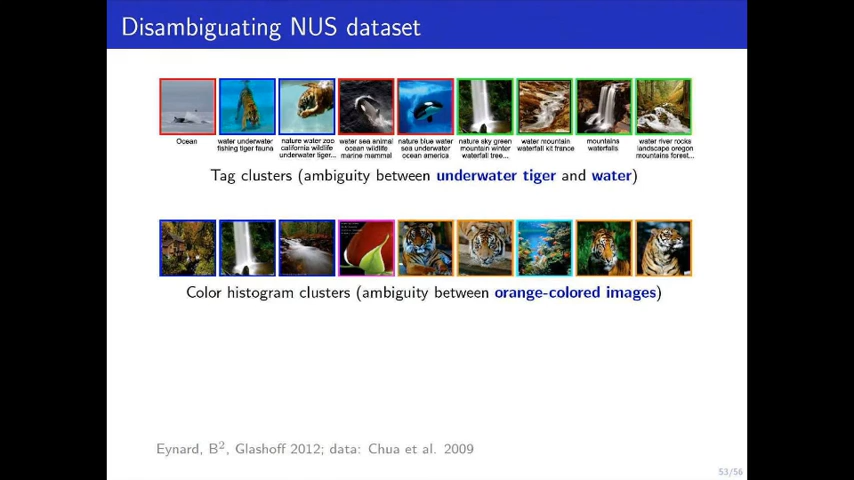 Disambiguating NUS dataset
Ocean
water underwater
fishing tiger fauna
nature water zoo
california wildlife
underwater tiger...
water sea animal
ocean wildlife
marine mammal
nature blue water
sea underwater
ocean america
nature sky green
mountain winter
waterfall tree...
water mountain
waterfall kit france
mountains
waterfalls
water river rocks
landscape oregon
mountains forest...
Tag clusters (ambiguity between underwater tiger and water)
Color histogram clusters (ambiguity between orange-colored images)
Eynard, B², Glashoff 2012; data: Chua et al. 2009
53/56